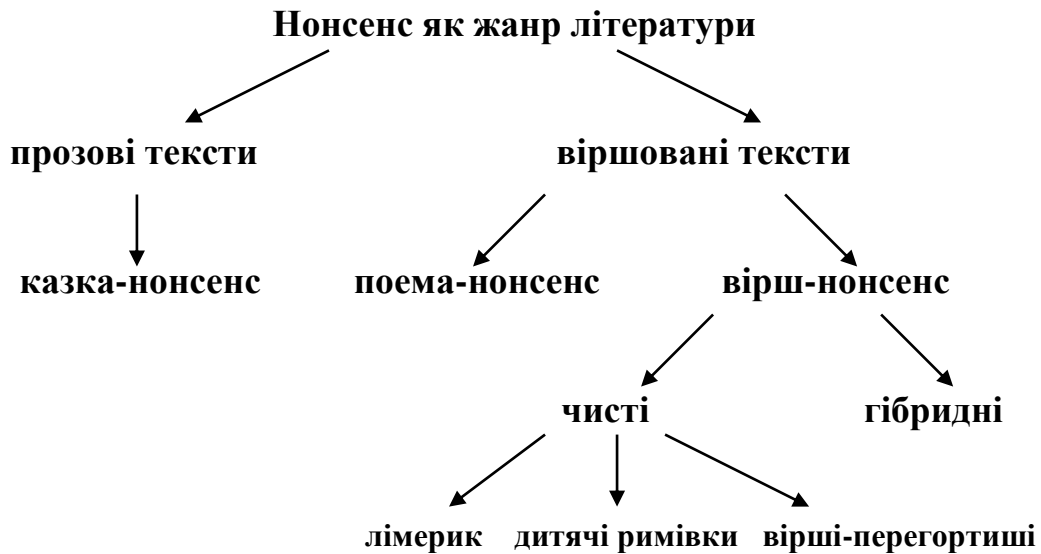 Нонсенс як жанр літератури
прозові тексти віршовані тексти
казка-нонсенс поема-нонсенс вірш-нонсенс
чисті гібридні
лімерик дитячі римівки вірші-перегортиші